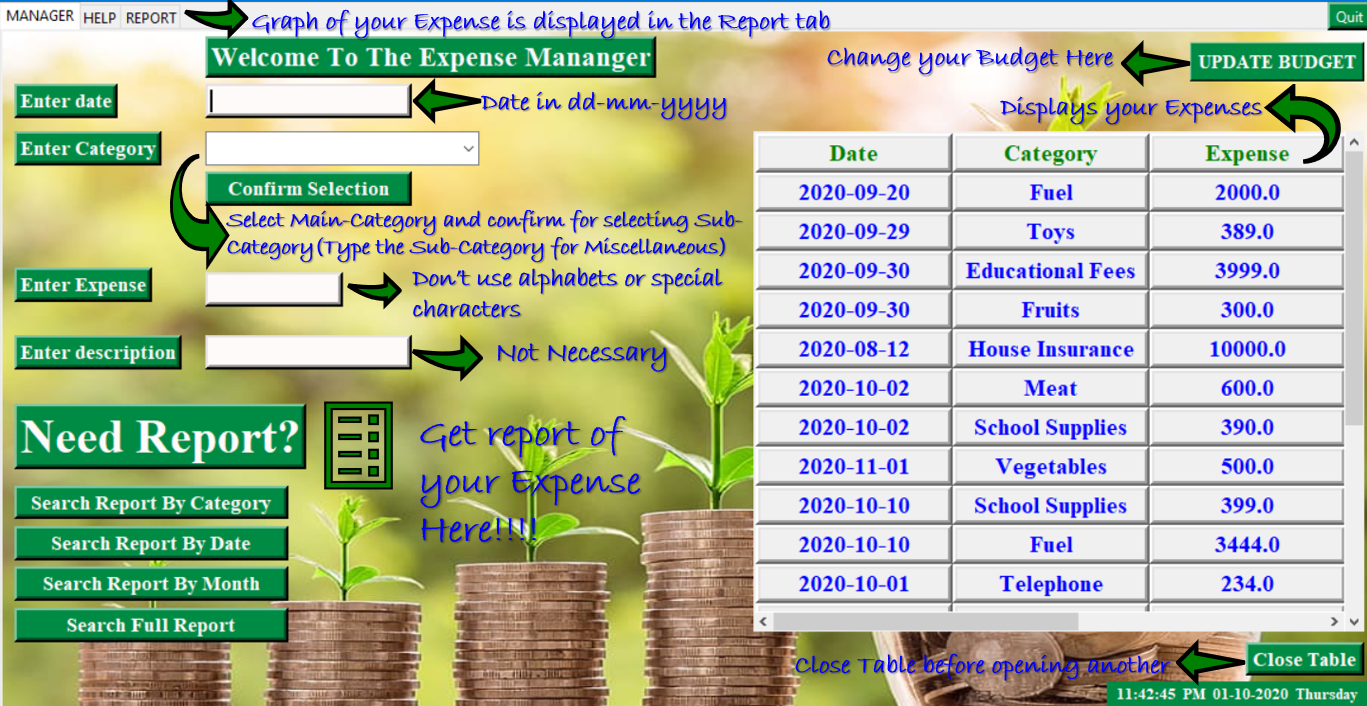 MANAGER HELP REPORT
Graph of your Expense is displayed in the Report tab
Quit
Welcome To The Expense Mananger
Change your Budget Here
UPDATE BUDGET
Enter date
Date in dd-mm-yyyy
Displays your Expenses
Enter Category
Confirm Selection
Select Main-Category and confirm for selecting Sub-
Category(Type the Sub-Category for Miscellaneous)
Enter Expense
Don't use alphabets or special
characters
Enter description
Not Necessary
Need Report?
Get report of
your Expense
Here!!!!
Search Report By Category
Search Report By Date
Search Report By Month
Search Full Report
Date Category Expense
2020-09-20 Fuel 2000.0
2020-09-29 Toys 389.0
2020-09-30 Educational Fees 3999.0
2020-09-30 Fruits 300.0
2020-08-12 House Insurance 10000.0
2020-10-02 Meat 600.0
2020-10-02 School Supplies 390.0
2020-11-01 Vegetables 500.0
2020-10-10 School Supplies 399.0
2020-10-10 Fuel 3444.0
2020-10-01 Telephone 234.0
Close Table before opening another
Close Table
11:42:45 PM 01-10-2020 Thursday